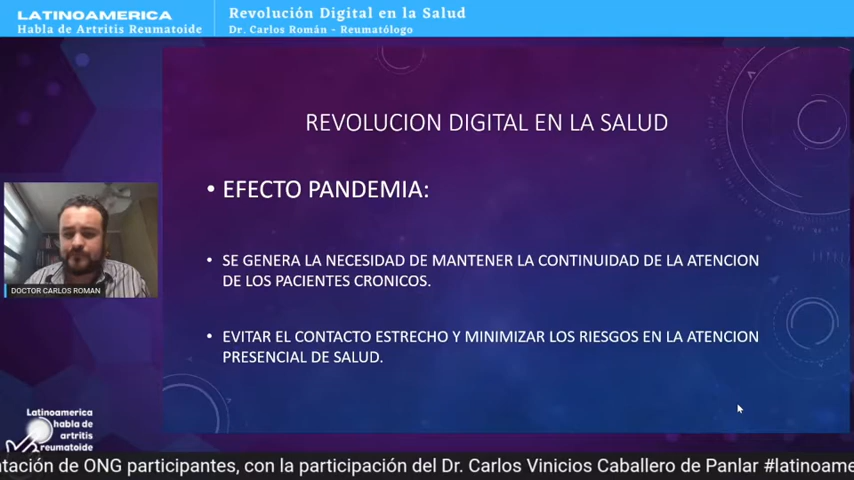 LATINOAMERICA
Habla de Artritis Reumatoide
Revolución Digital en la Salud
Dr. Carlos Román - Reumatólogo
REVOLUCION DIGITAL EN LA SALUD
• EFECTO PANDEMIA:
• SE GENERA LA NECESIDAD DE MANTENER LA CONTINUIDAD DE LA ATENCION
DE LOS PACIENTES CRONICOS.
• EVITAR EL CONTACTO ESTRECHO Y MINIMIZAR LOS RIESGOS EN LA ATENCION
PRESENCIAL DE SALUD.
DOCTOR CARLOS ROMAN
Latinoamerica
habla de
artritis
reumatoide
ntación de ONG participantes, con la participación del Dr. Carlos Vinicios Caballero de Panlar #latinoame